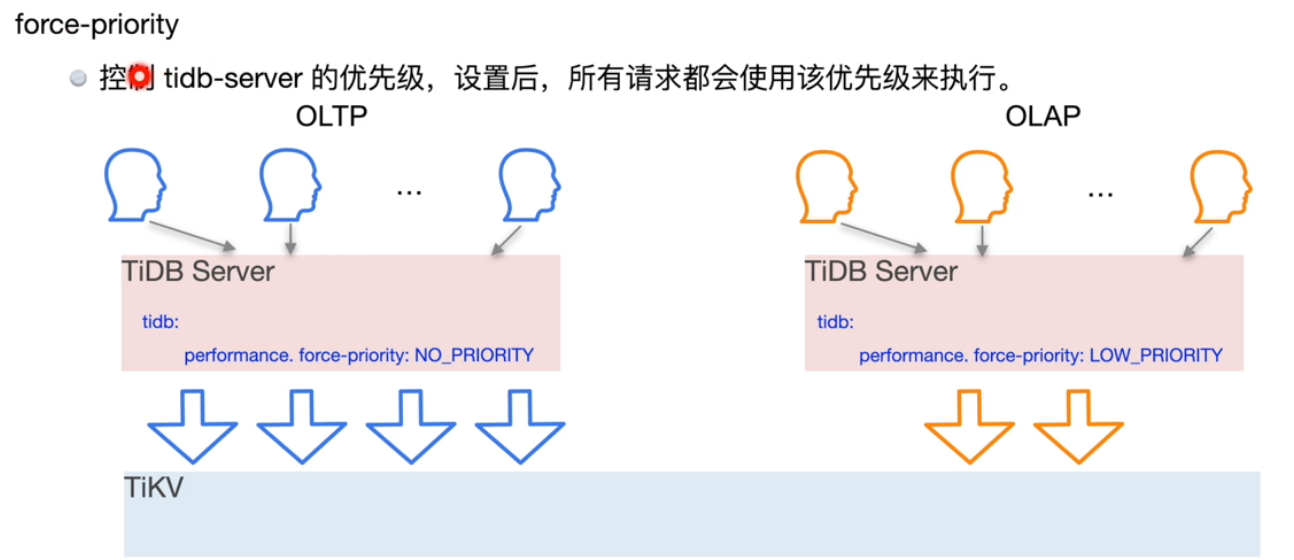 force-priority
控制 tidb-server 的优先级，设置后，所有请求都会使用该优先级来执行。
OLTP
OLAP
...
...
TiDB Server
TiDB Server
tidb:
tidb:
performance. force-priority: NO_PRIORITY
performance. force-priority: LOW_PRIORITY
TiKV